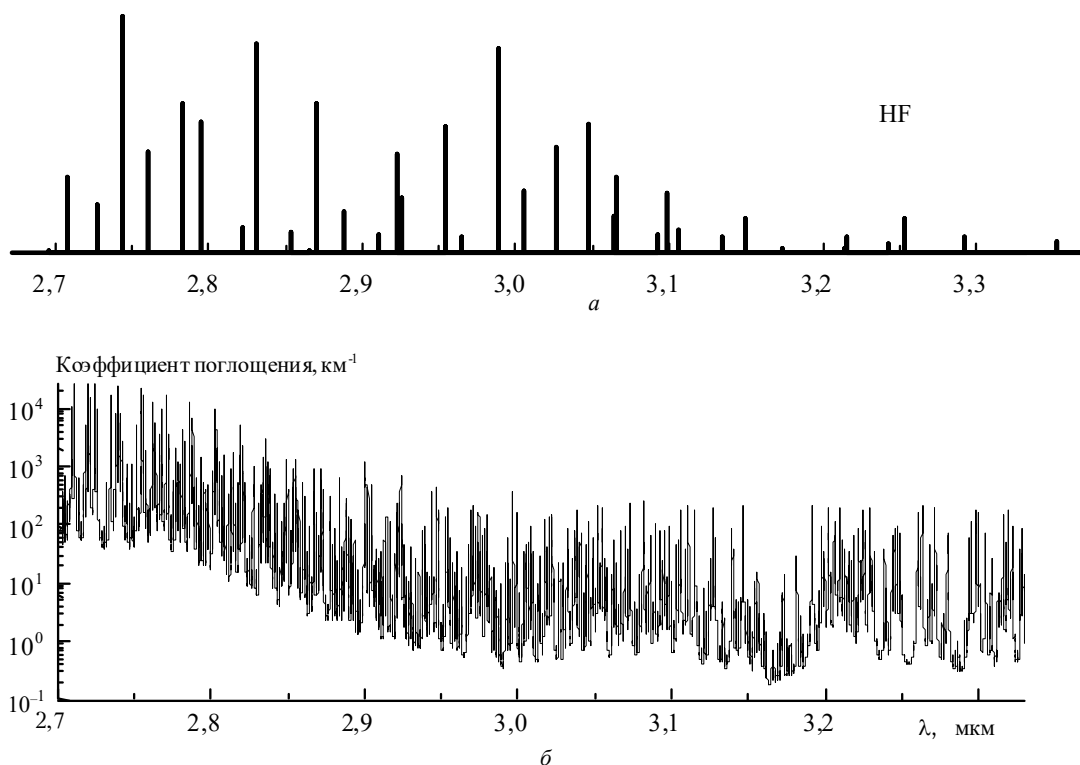 HF
2,7 2,8 2,9 3,0 3,1 3,2 3,3
а
Коэффициент поглощения, км⁻¹
10⁴
10³
10²
10¹
10⁰
10⁻¹
2,7 2,8 2,9 3,0 3,1 3,2 λ, мкм
б